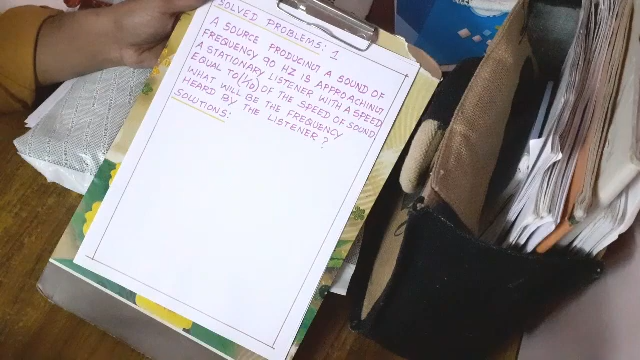 SOLVED PROBLEMS: 1
A SOURCE PRODUCING A SOUND OF
FREQUENCY 90 HZ IS APPROACHING
A STATIONARY LISTENER WITH A SPEED
EQUAL TO (1/10) OF THE SPEED OF SOUND.
WHAT WILL BE THE FREQUENCY
HEARD BY THE LISTENER?
SOLUTIONS: